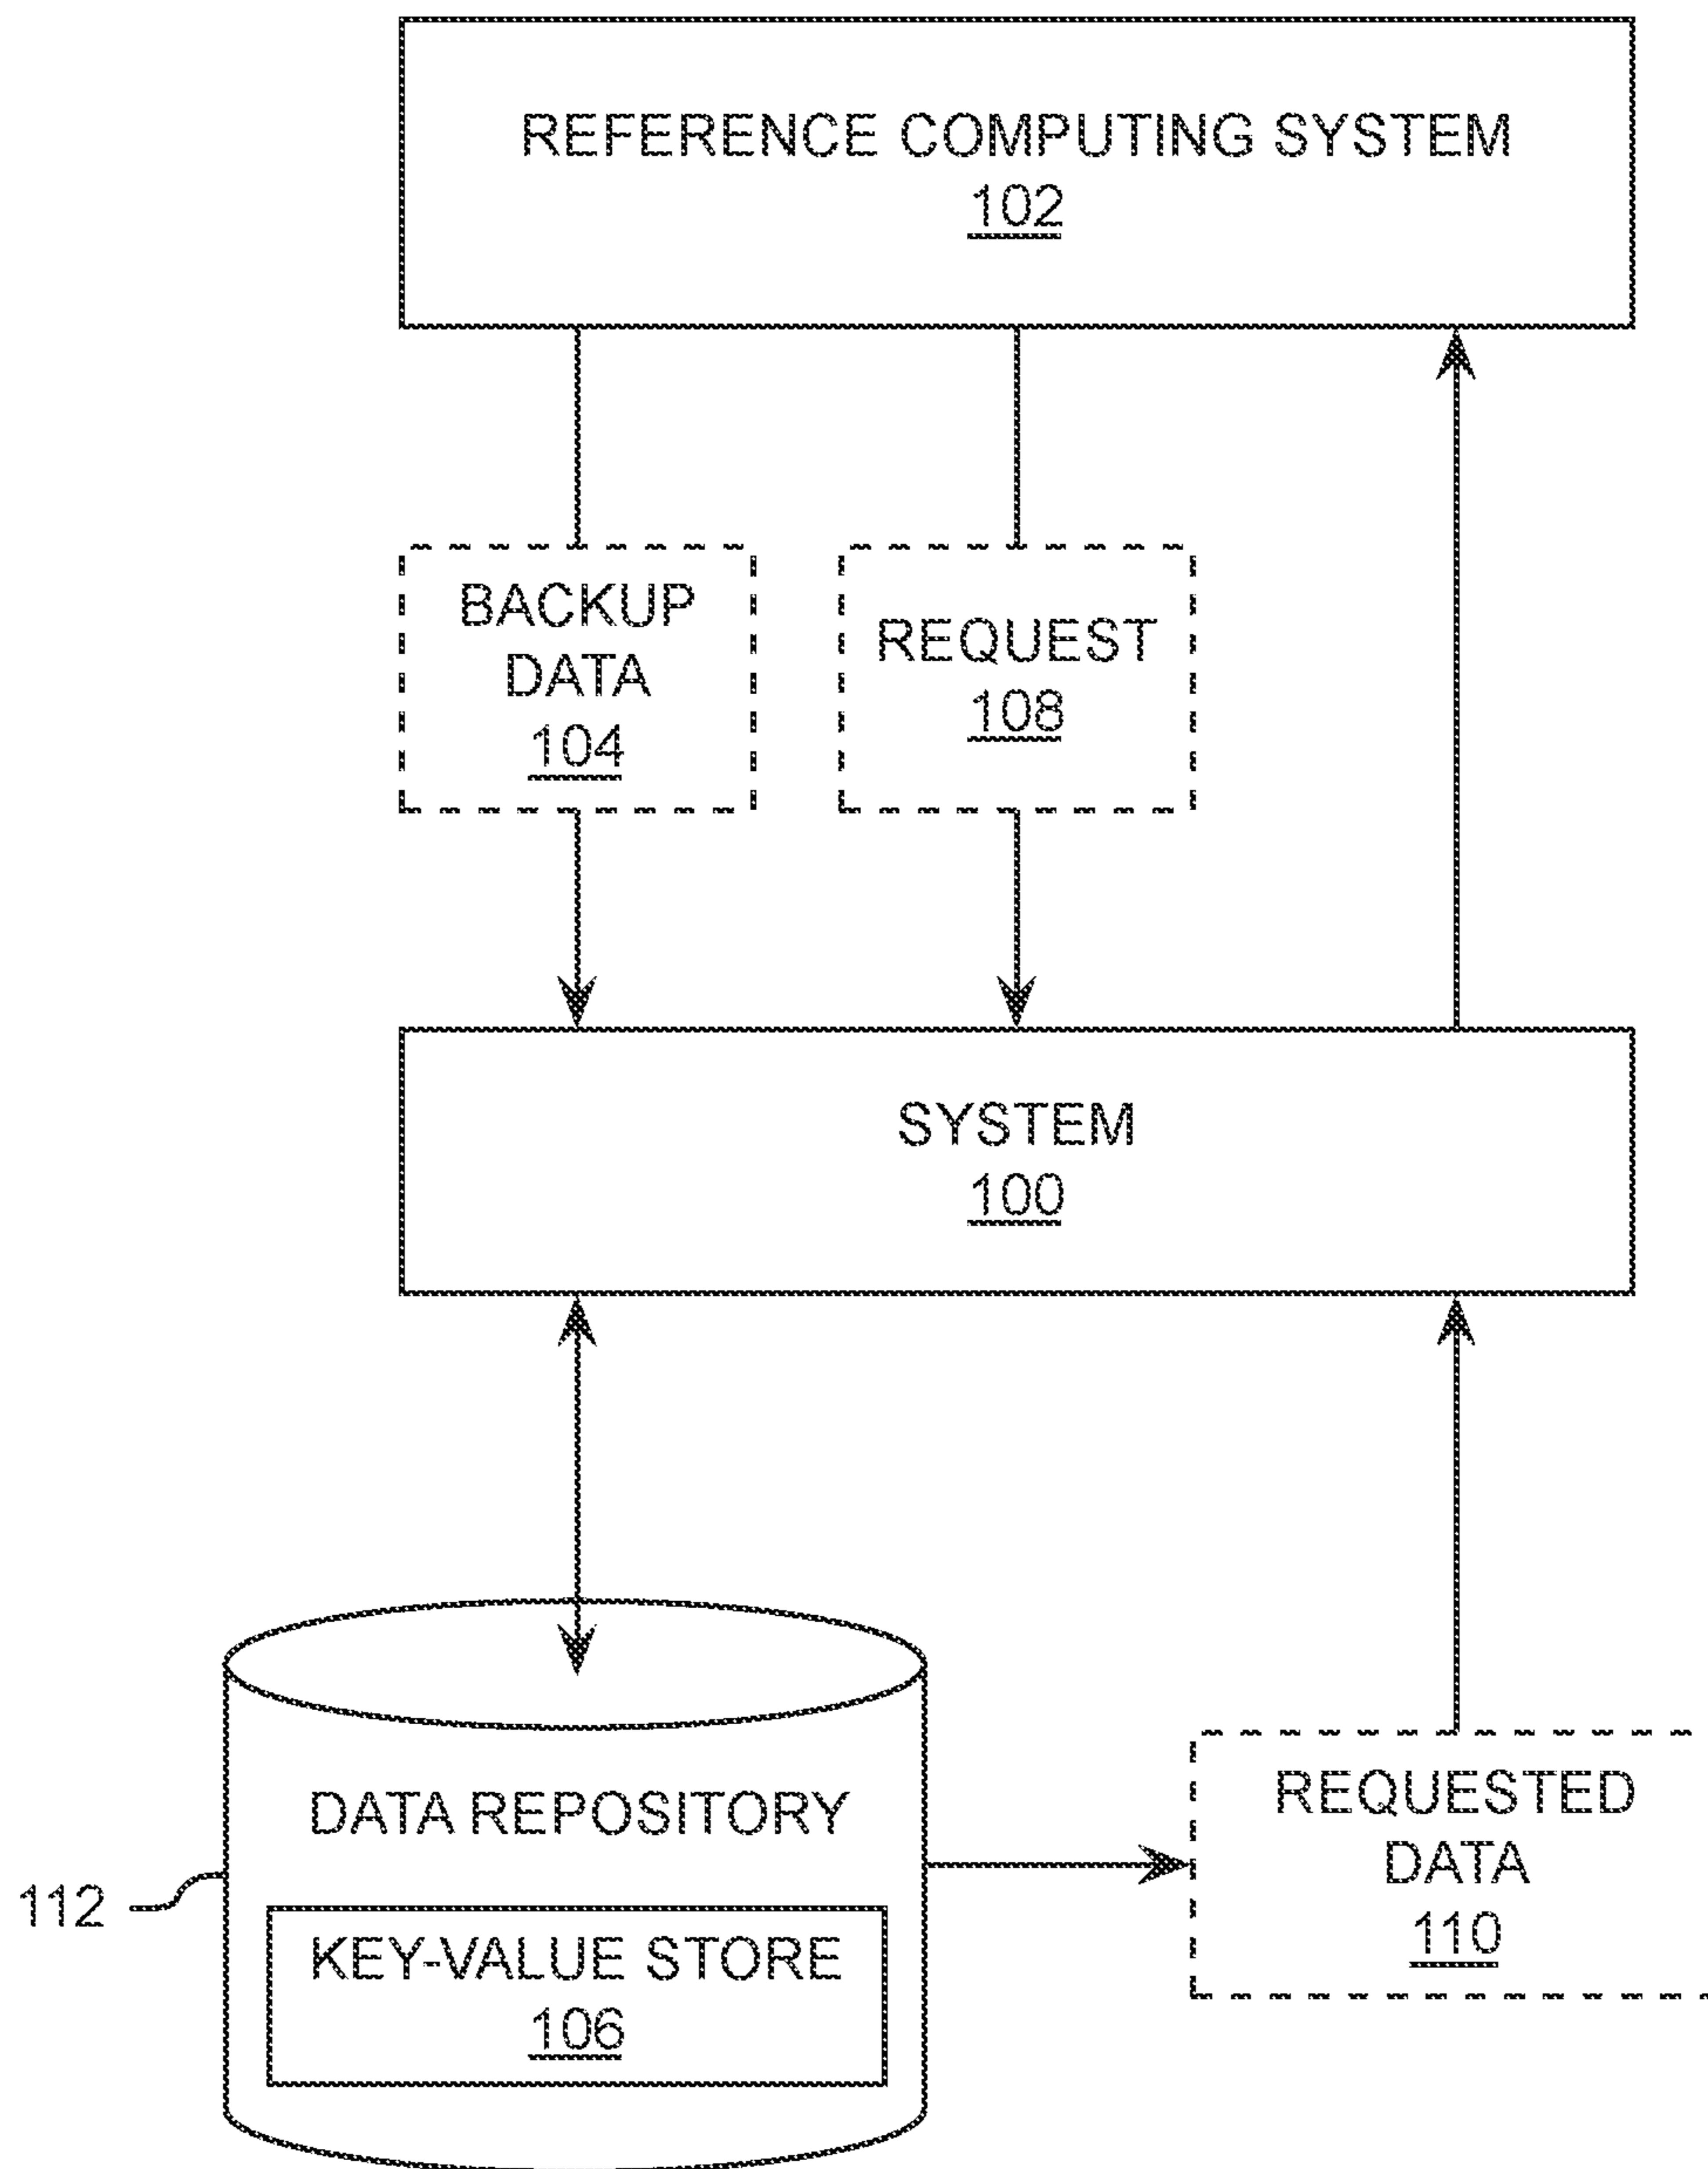 REFERENCE COMPUTING SYSTEM
102
BACKUP
DATA
104
REQUEST
108
SYSTEM
100
DATA REPOSITORY
112
KEY-VALUE STORE
106
REQUESTED
DATA
110